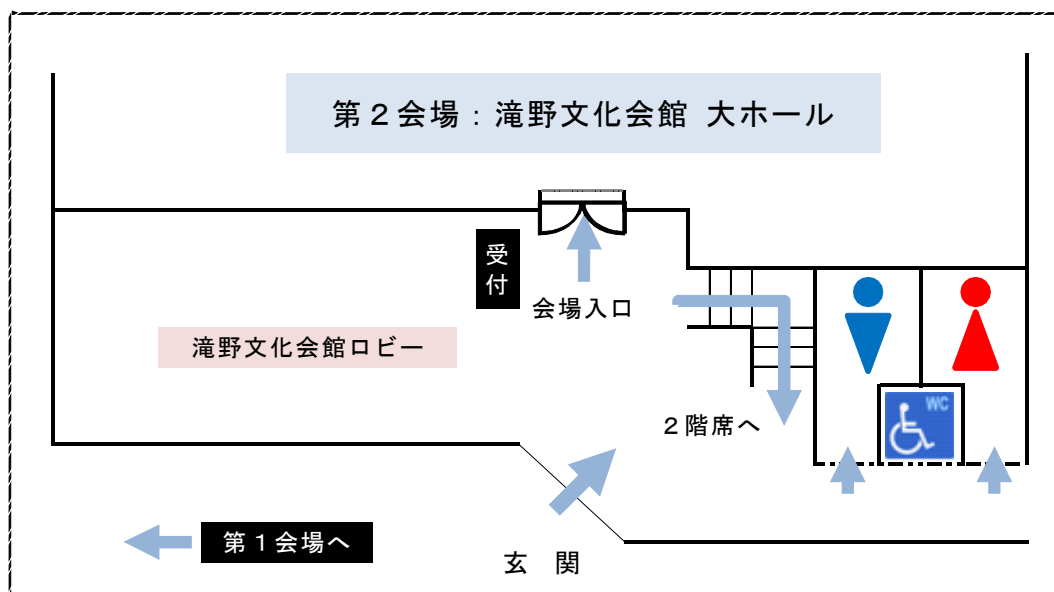 第２会場：滝野文化会館 大ホール
受付
会場入口
滝野文化会館ロビー
WC
２階席へ
第１会場へ
玄 関